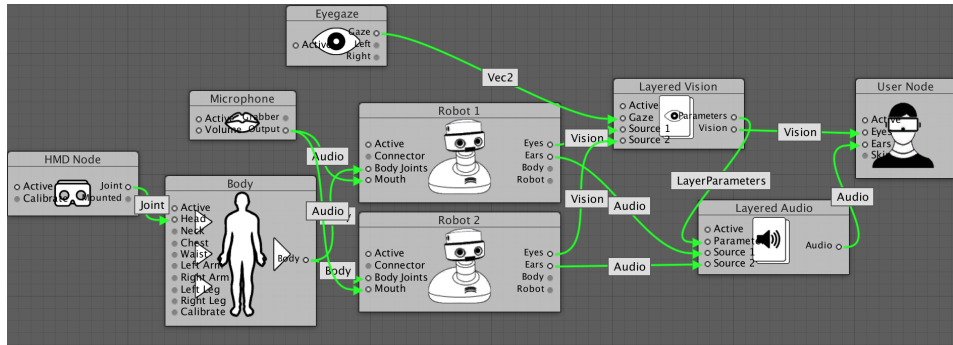 Eyegaze
Active
Gaze
Left
Right
Microphone
Active
Volume
Grabber
Output
HMD Node
Active
Calibrate
Joint
Mounted
Joint
Body
Active
Head
Neck
Chest
Waist
Left Arm
Right Arm
Left Leg
Right Leg
Calibrate
Body
Audio
Audio
Body
Robot 1
Active
Connector
Body Joints
Mouth
Eyes
Ears
Body
Robot
Robot 2
Active
Connector
Body Joints
Mouth
Eyes
Ears
Body
Robot
Vec2
Vision
Vision
Audio
Audio
Layered Vision
Active
Gaze
Source 1
Source 2
Parameters
Vision
LayerParameters
Vision
Layered Audio
Active
Source 1
Source 2
Audio
Audio
User Node
Active
Eyes
Ears
Skin